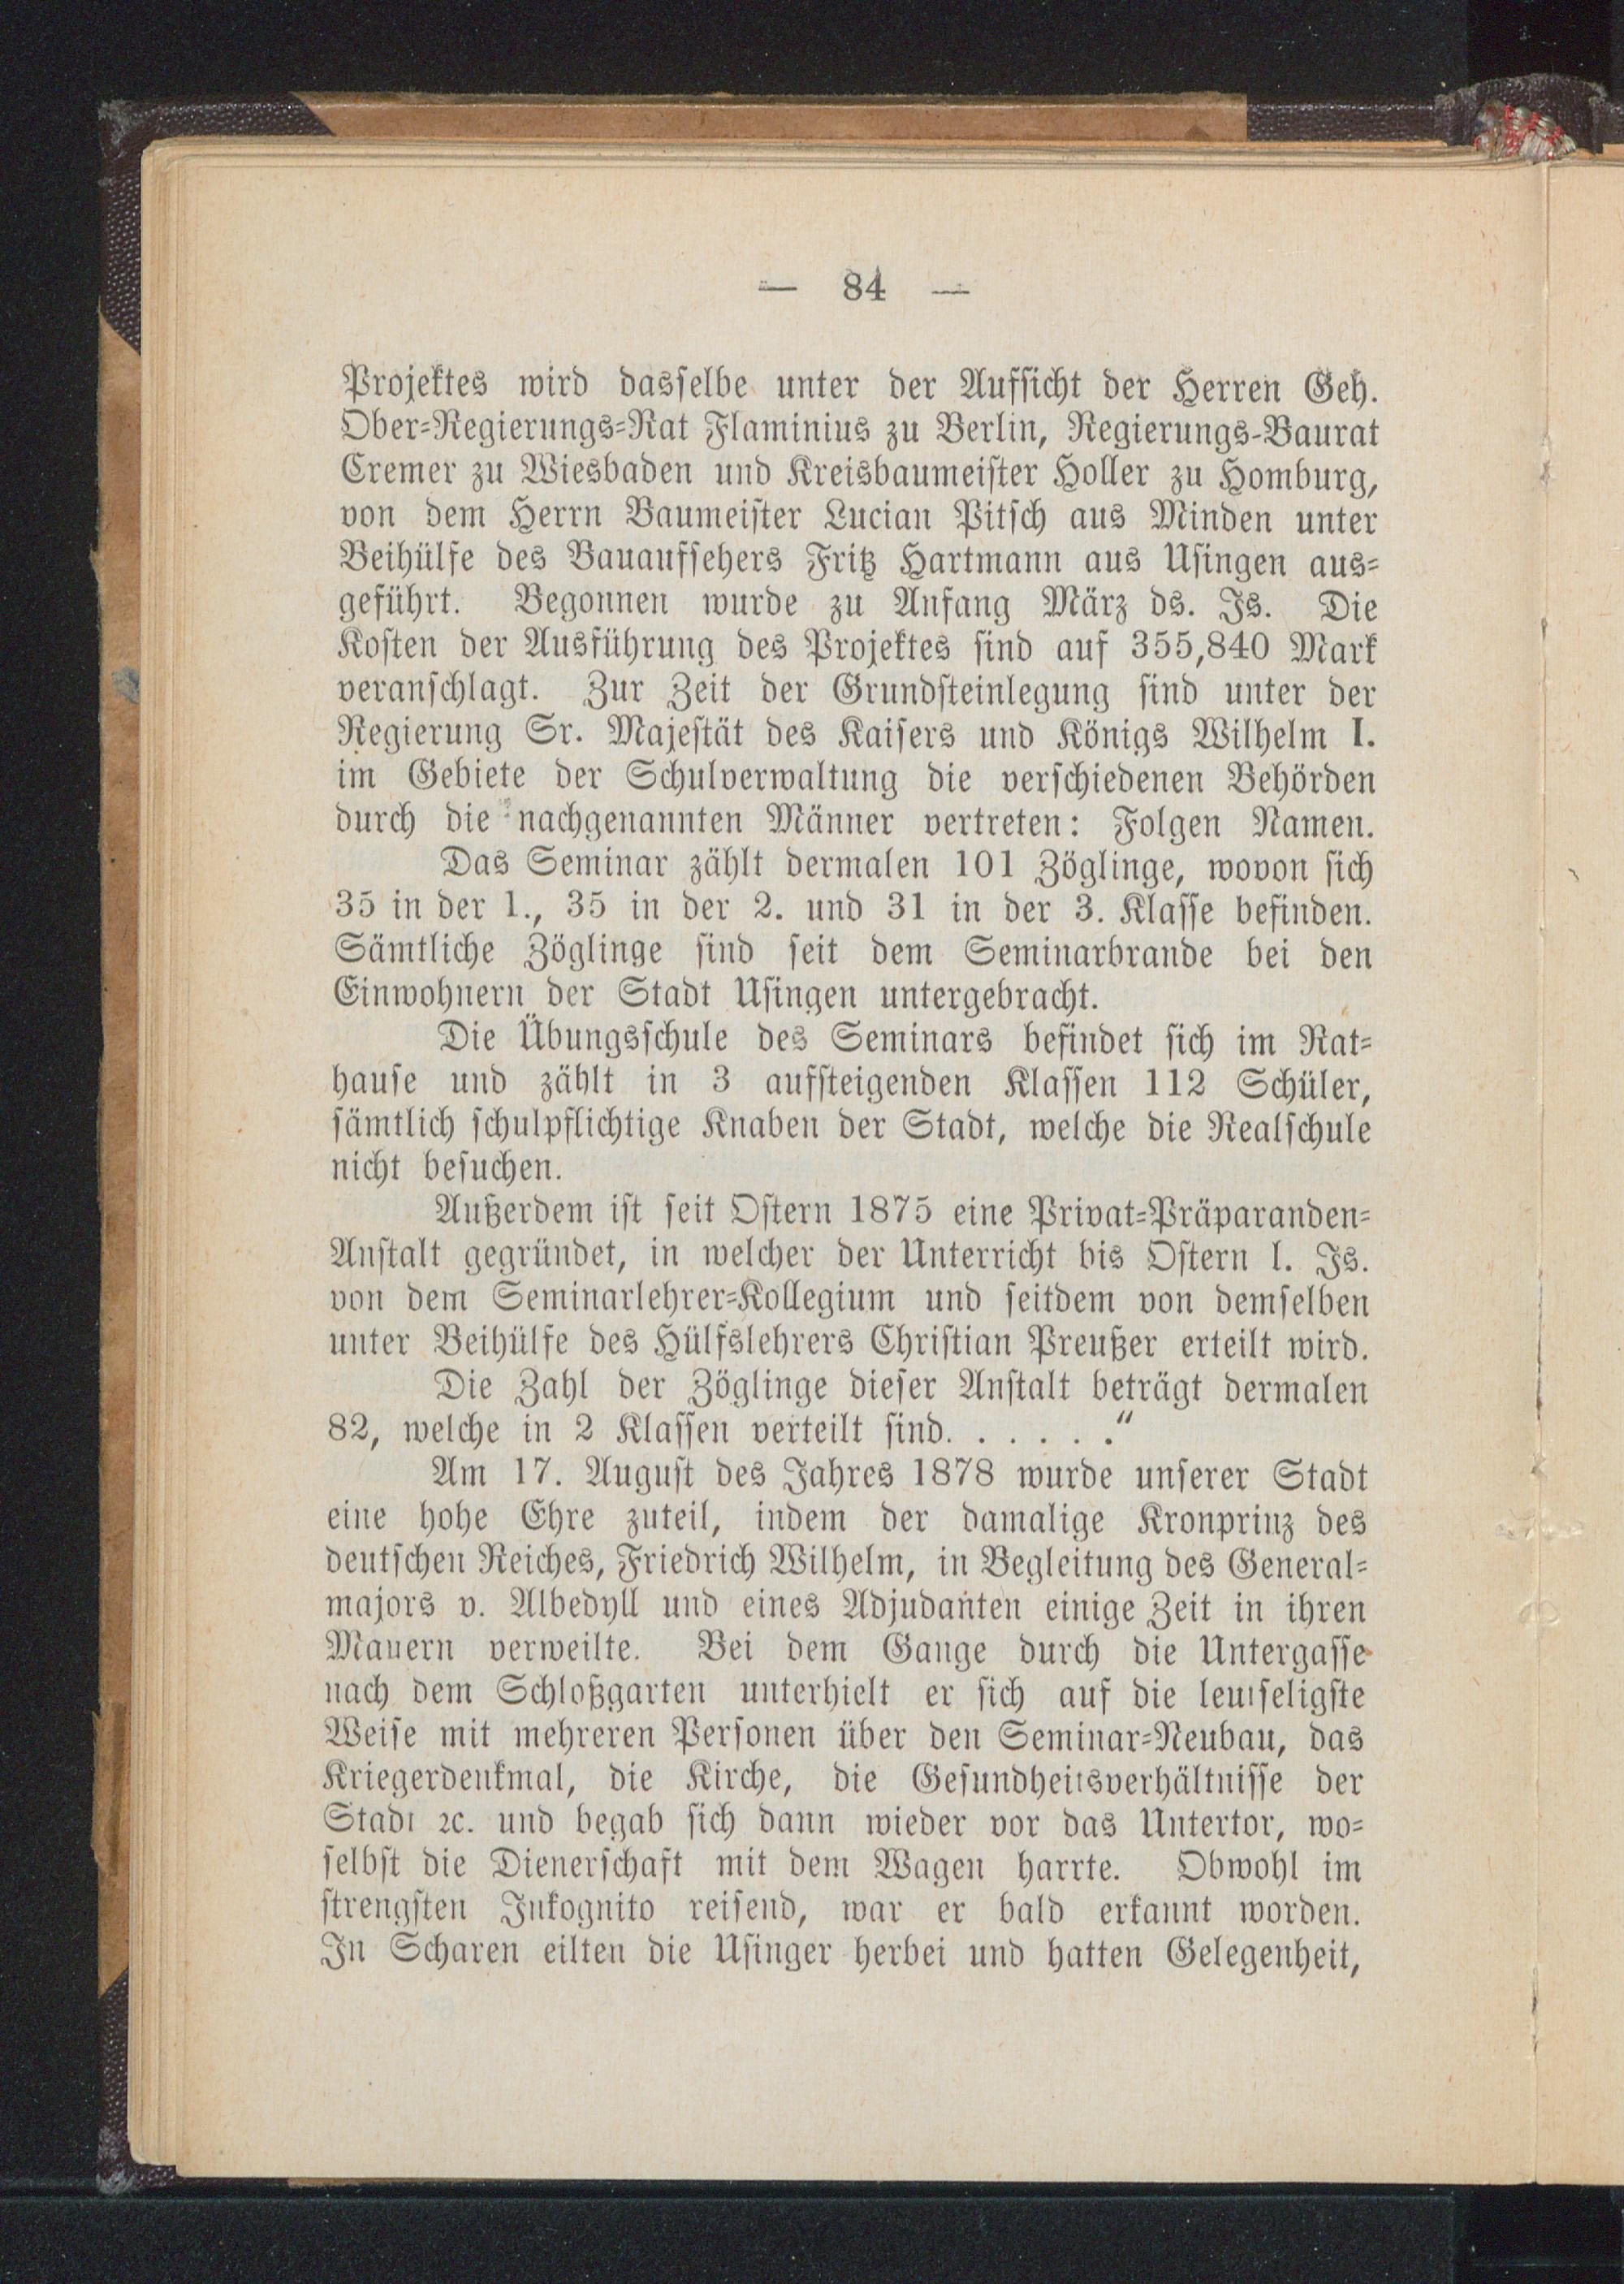 — 84 —
Projektes wird dasselbe unter der Aufsicht der Herren Geh.
Ober-Regierungs-Rat Flaminius zu Berlin, Regierungs-Baurat
Cremer zu Wiesbaden und Kreisbaumeister Holler zu Homburg,
von dem Herrn Baumeister Lucian Pitsch aus Minden unter
Beihülfe des Bauaufsehers Fritz Hartmann aus Usingen aus-
geführt. Begonnen wurde zu Anfang März ds. Js. Die
Kosten der Ausführung des Projektes sind auf 355,840 Mark
veranschlagt. Zur Zeit der Grundsteinlegung sind unter der
Regierung Sr. Majestät des Kaisers und Königs Wilhelm I.
im Gebiete der Schulverwaltung die verschiedenen Behörden
durch die nachgenannten Männer vertreten: Folgen Namen.
Das Seminar zählt dermalen 101 Zöglinge, wovon sich
35 in der 1., 35 in der 2. und 31 in der 3. Klasse befinden.
Sämtliche Zöglinge sind seit dem Seminarbrande bei den
Einwohnern der Stadt Usingen untergebracht.
Die Übungsschule des Seminars befindet sich im Rat-
hause und zählt in 3 aufsteigenden Klassen 112 Schüler,
sämtlich schulpflichtige Knaben der Stadt, welche die Realschule
nicht besuchen.
Außerdem ist seit Ostern 1875 eine Privat-Präparanden-
Anstalt gegründet, in welcher der Unterricht bis Ostern l. Js.
von dem Seminarlehrer-Kollegium und seitdem von demselben
unter Beihülfe des Hülfslehrers Christian Preußer erteilt wird.
Die Zahl der Zöglinge dieser Anstalt beträgt dermalen
82, welche in 2 Klassen verteilt sind. . . . . . .“
Am 17. August des Jahres 1878 wurde unserer Stadt
eine hohe Ehre zuteil, indem der damalige Kronprinz des
deutschen Reiches, Friedrich Wilhelm, in Begleitung des General-
majors v. Albedyll und eines Adjudanten einige Zeit in ihren
Mauern verweilte. Bei dem Gange durch die Untergasse
nach dem Schloßgarten unterhielt er sich auf die leutseligste
Weise mit mehreren Personen über den Seminar-Neubau, das
Kriegerdenkmal, die Kirche, die Gesundheitsverhältnisse der
Stadt ꝛc. und begab sich dann wieder vor das Untertor, wo-
selbst die Dienerschaft mit dem Wagen harrte. Obwohl im
strengsten Inkognito reisend, war er bald erkannt worden.
In Scharen eilten die Usinger herbei und hatten Gelegenheit,